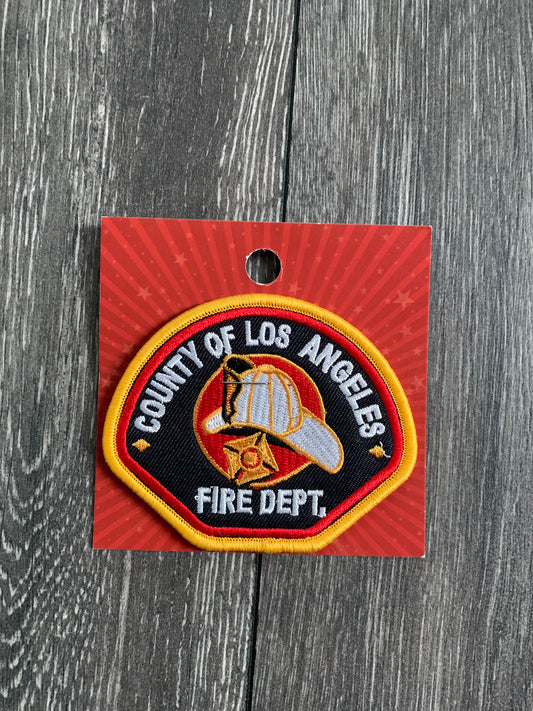 COUNTY OF LOS ANGELES
FIRE DEPT.